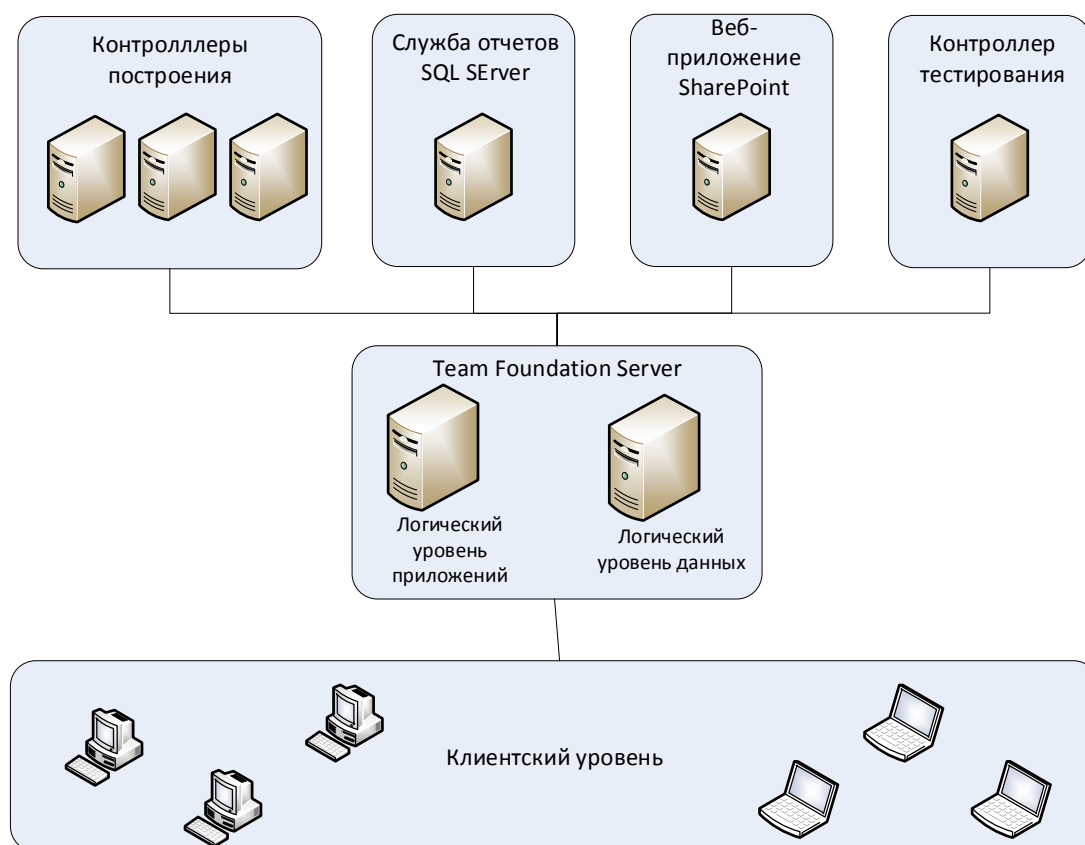 Контролллеры
построения
Служба отчетов
SQL SErver
Веб-
приложение
SharePoint
Контроллер
тестирования
Team Foundation Server
Логический
уровень
приложений
Логический
уровень данных
Клиентский уровень